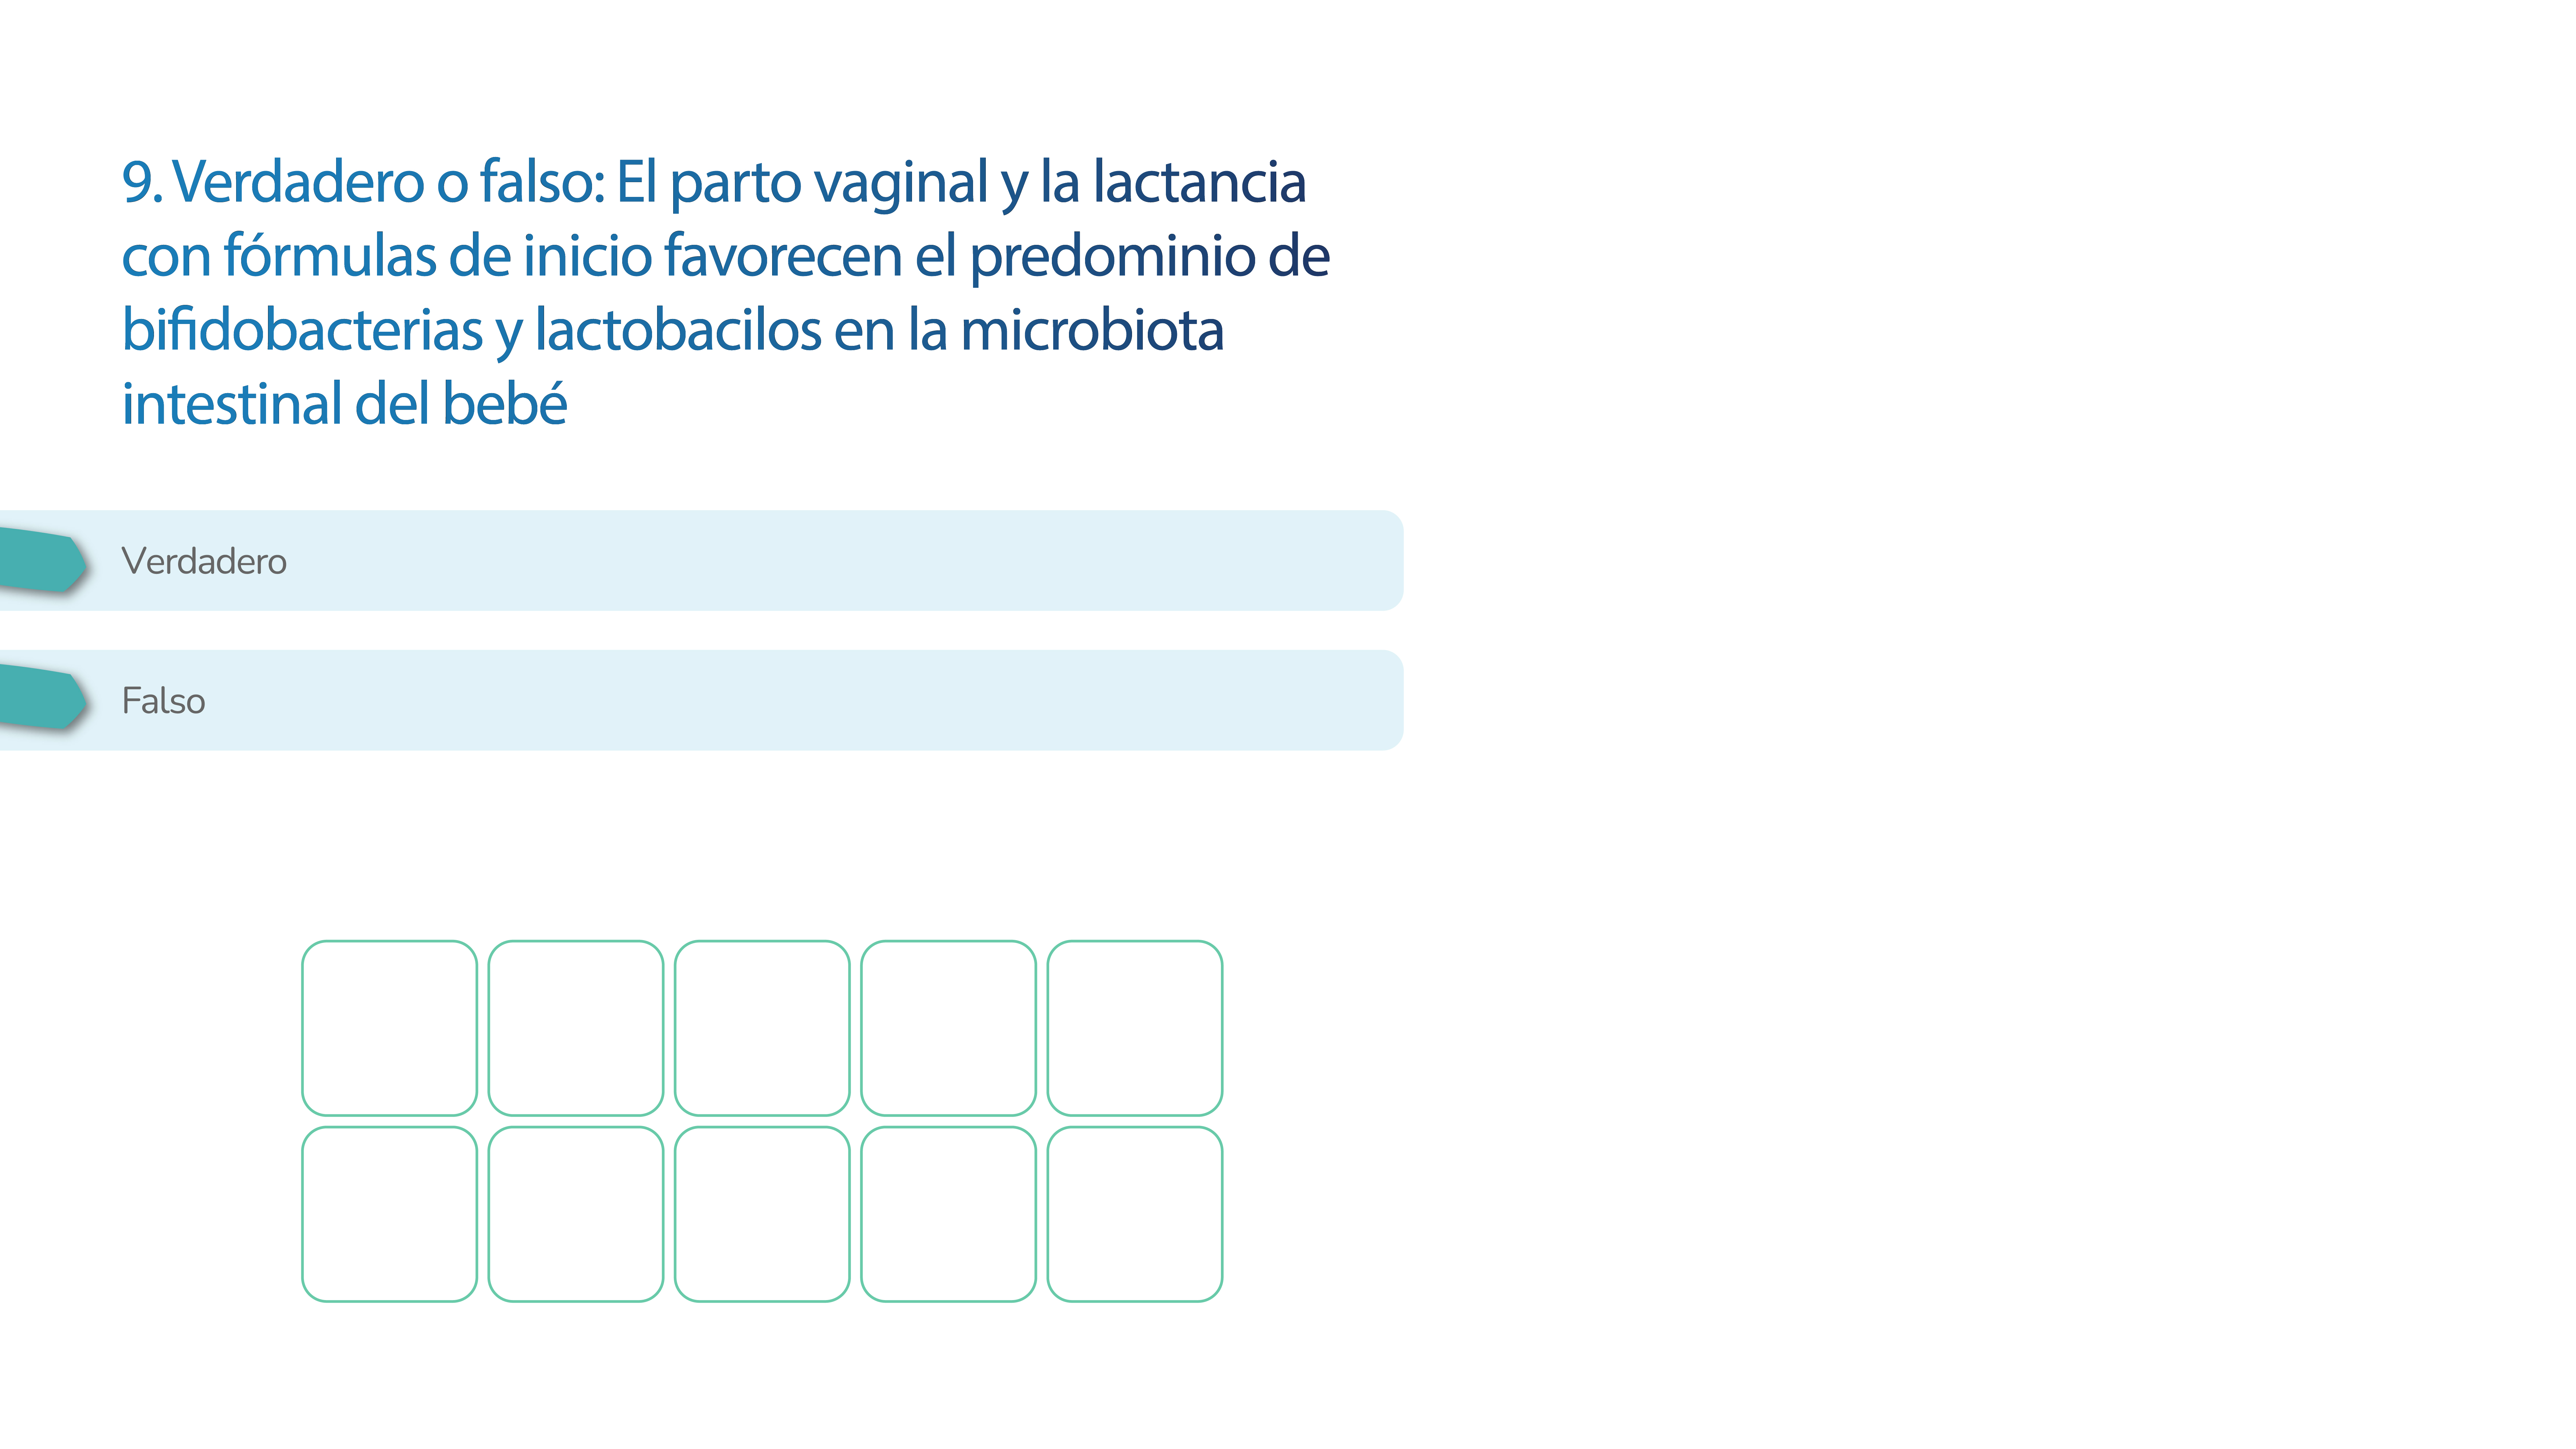 9. Verdadero o falso: El parto vaginal y la lactancia
con fórmulas de inicio favorecen el predominio de
bifidobacterias y lactobacilos en la microbiota
intestinal del bebé
Verdadero
Falso